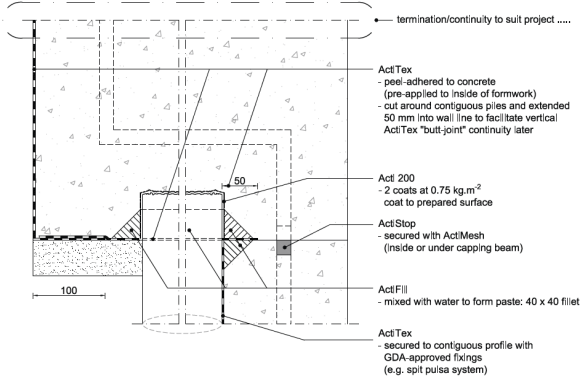 termination/continuity to suit project .....
ActiTex
- peel-adhered to concrete
(pre-applied to inside of formwork)
- cut around contiguous piles and extended
50 mm into wall line to facilitate vertical
ActiTex "butt-joint" continuity later
50
Acti 200
- 2 coats at 0.75 kg.m-2
coat to prepared surface
ActiStop
- secured with ActiMesh
(inside or under capping beam)
100
ActiFill
- mixed with water to form paste: 40 x 40 fillet
ActiTex
- secured to contiguous profile with
GDA-approved fixings
(e.g. spit pulsa system)